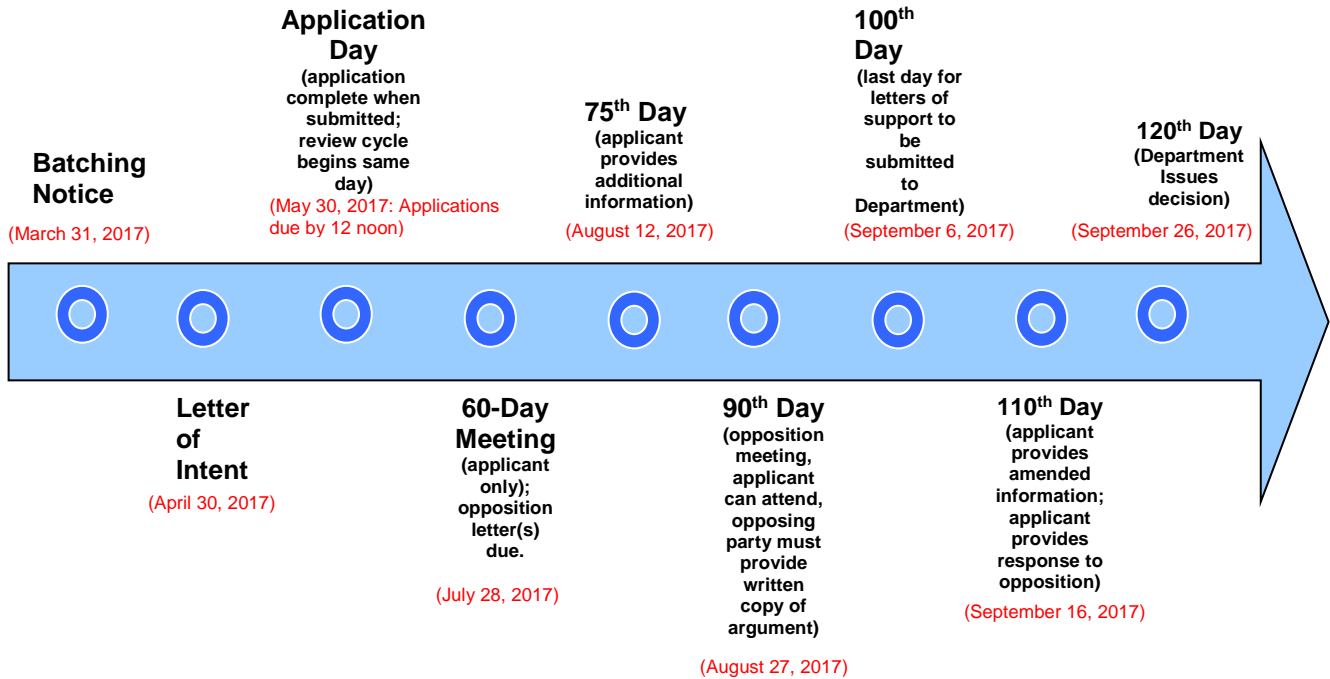 Batching
Notice
(March 31, 2017)
Letter
of
Intent
(April 30, 2017)
Application
Day
(application
complete when
submitted;
review cycle
begins same
day)
(May 30, 2017: Applications
due by 12 noon)
60-Day
Meeting
(applicant
only);
opposition
letter(s)
due.
(July 28, 2017)
75th Day
(applicant
provides
additional
information)
(August 12, 2017)
90th Day
(opposition
meeting,
applicant
can attend,
opposing
party must
provide
written
copy of
argument)
(August 27, 2017)
100th
Day
(last day for
letters of
support to
be
submitted
to
Department)
(September 6, 2017)
110th Day
(applicant
provides
amended
information;
applicant
provides
response to
opposition)
(September 16, 2017)
120th Day
(Department
Issues
decision)
(September 26, 2017)